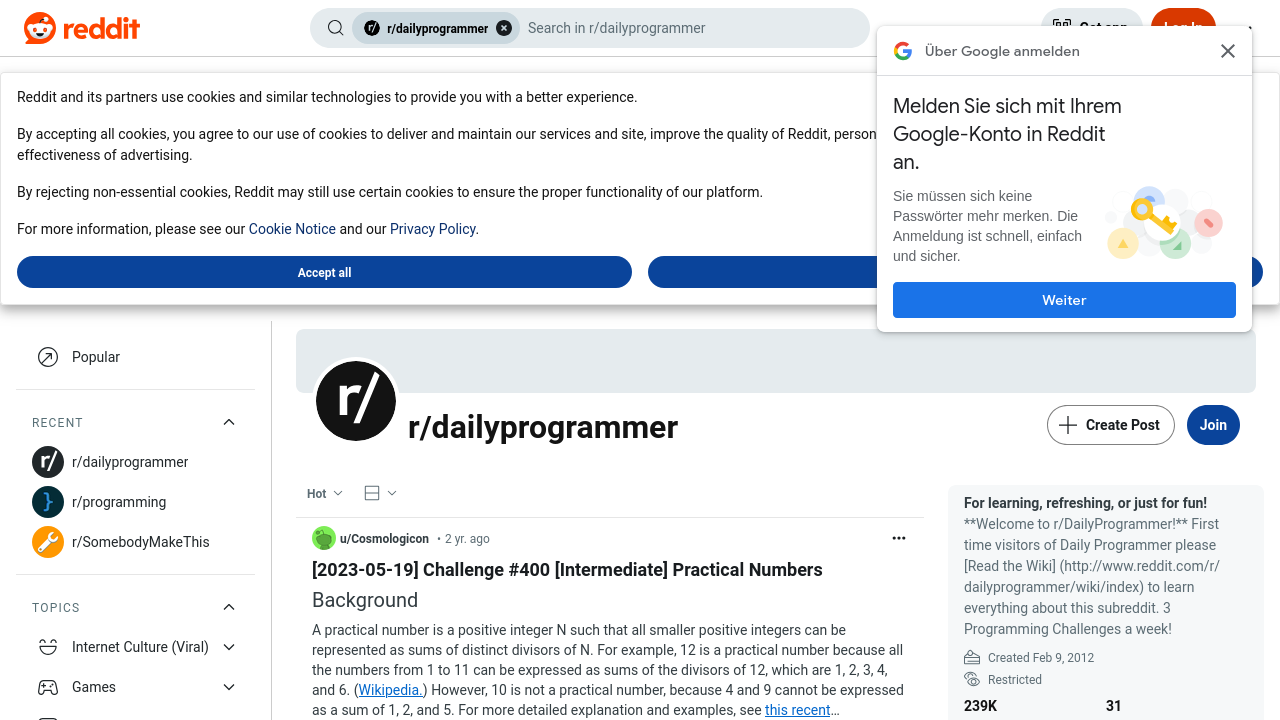 reddit
r/dailyprogrammer
Search in r/dailyprogrammer
Über Google anmelden
Melden Sie sich mit Ihrem
Google-Konto in Reddit
an.
Sie müssen sich keine
Passwörter mehr merken. Die
Anmeldung ist schnell, einfach
und sicher.
Weiter
Reddit and its partners use cookies and similar technologies to provide you with a better experience.
By accepting all cookies, you agree to our use of cookies to deliver and maintain our services and site, improve the quality of Reddit, person
effectiveness of advertising.
By rejecting non-essential cookies, Reddit may still use certain cookies to ensure the proper functionality of our platform.
For more information, please see our Cookie Notice and our Privacy Policy.
Accept all
Popular
RECENT
r/dailyprogrammer
r/programming
r/SomebodyMakeThis
TOPICS
Internet Culture (Viral)
Games
r/
r/dailyprogrammer
Create Post
Join
Hot
u/Cosmologicon • 2 yr. ago
[2023-05-19] Challenge #400 [Intermediate] Practical Numbers
Background
A practical number is a positive integer N such that all smaller positive integers can be
represented as sums of distinct divisors of N. For example, 12 is a practical number because all
the numbers from 1 to 11 can be expressed as sums of the divisors of 12, which are 1, 2, 3, 4,
and 6. (Wikipedia.) However, 10 is not a practical number, because 4 and 9 cannot be expressed
as a sum of 1, 2, and 5. For more detailed explanation and examples, see this recent…
For learning, refreshing, or just for fun!
**Welcome to r/DailyProgrammer!** First
time visitors of Daily Programmer please
[Read the Wiki] (http://www.reddit.com/r/
dailyprogrammer/wiki/index) to learn
everything about this subreddit. 3
Programming Challenges a week!
Created Feb 9, 2012
Restricted
239K
31